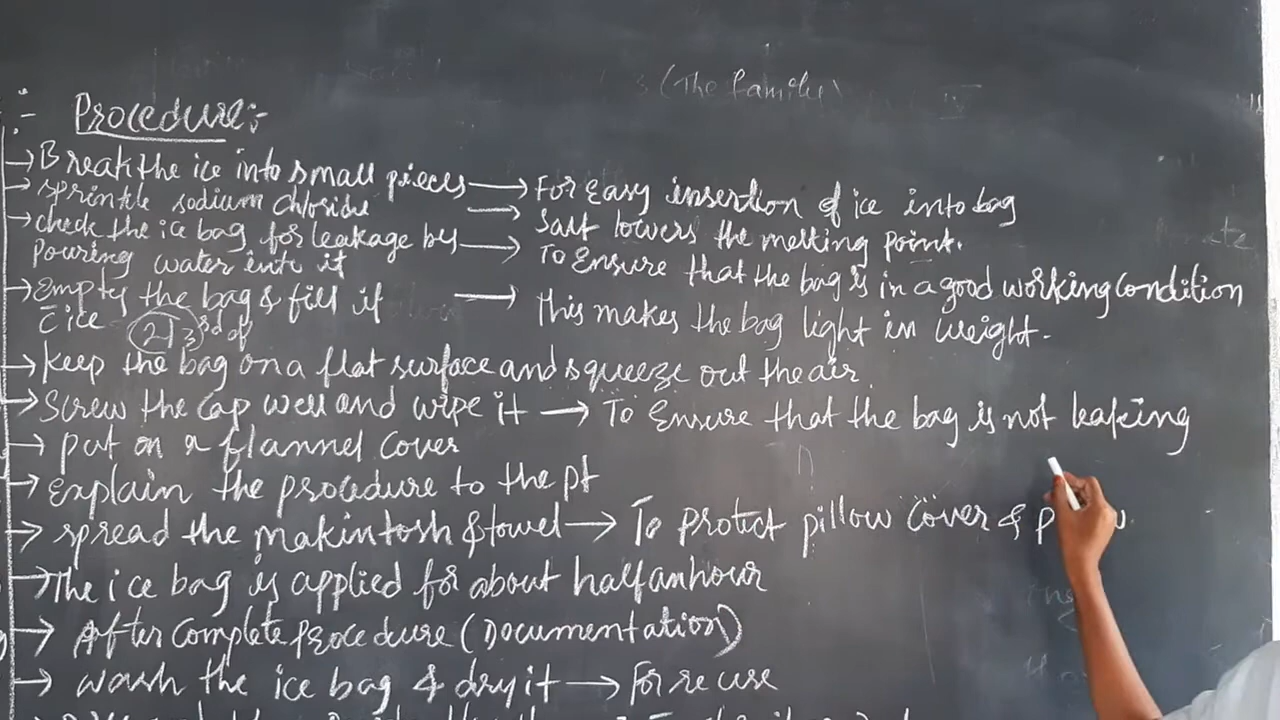 (The family)
:- Procedure:-
→ Break the ice into small pieces → For Easy insertion of ice into bag
→ sprinkle sodium chloride → Salt lowers the melting point.
→ check the ice bag for leakage by → To Ensure that the bag is in a good working condition
pouring water into it
→ Empty the bag & fill it → this makes the bag light in weight.
c̄ ice 2/3rd of
→ keep the bag on a flat surface and squeeze out the air.
→ Screw the cap well and wipe it → To Ensure that the bag is not leaking
→ put on a flannel cover
→ explain the procedure to the pt
→ spread the makintosh & towel → To protect pillow cover &
→ The ice bag is applied for about half an hour
→ After complete procedure (Documentation)
→ wash the ice bag & dry it → For re use